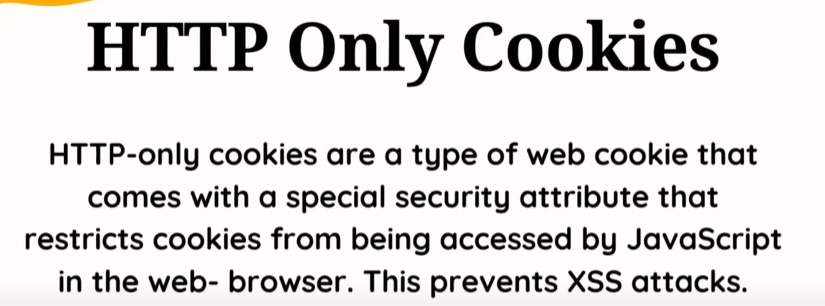 HTTP Only Cookies
HTTP-only cookies are a type of web cookie that
comes with a special security attribute that
restricts cookies from being accessed by JavaScript
in the web- browser. This prevents XSS attacks.